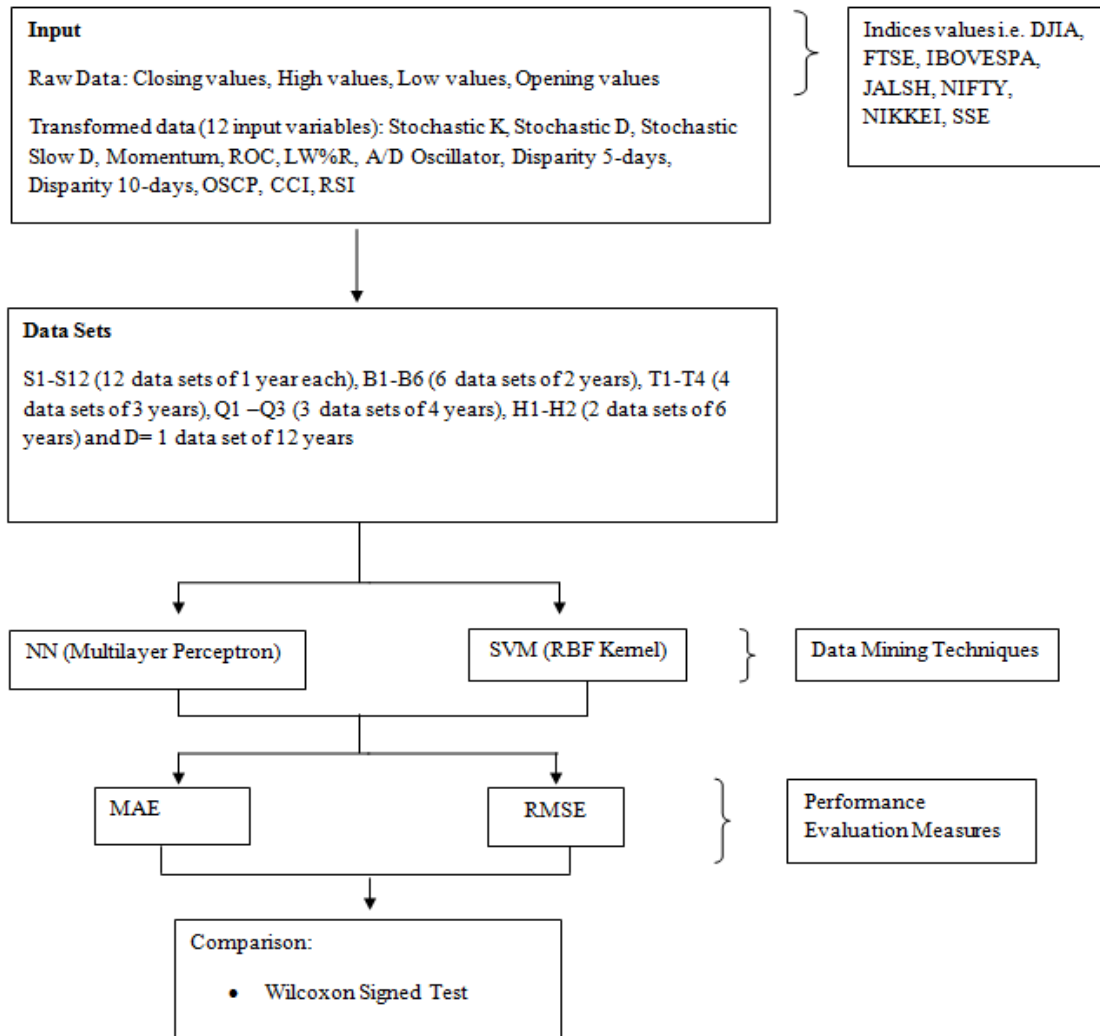 Input
Raw Data: Closing values, High values, Low values, Opening values
Transformed data (12 input variables): Stochastic K, Stochastic D, Stochastic
Slow D, Momentum, ROC, LW%R, A/D Oscillator, Disparity 5-days,
Disparity 10-days, OSCP, CCI, RSI
Indices values i.e. DJIA,
FTSE, IBOVESPA,
JALSH, NIFTY,
NIKKEI, SSE
Data Sets
S1-S12 (12 data sets of 1 year each), B1-B6 (6 data sets of 2 years), T1-T4 (4
data sets of 3 years), Q1 –Q3 (3 data sets of 4 years), H1-H2 (2 data sets of 6
years) and D= 1 data set of 12 years
NN (Multilayer Perceptron)
SVM (RBF Kernel)
Data Mining Techniques
MAE
RMSE
Performance
Evaluation Measures
Comparison:
• Wilcoxon Signed Test